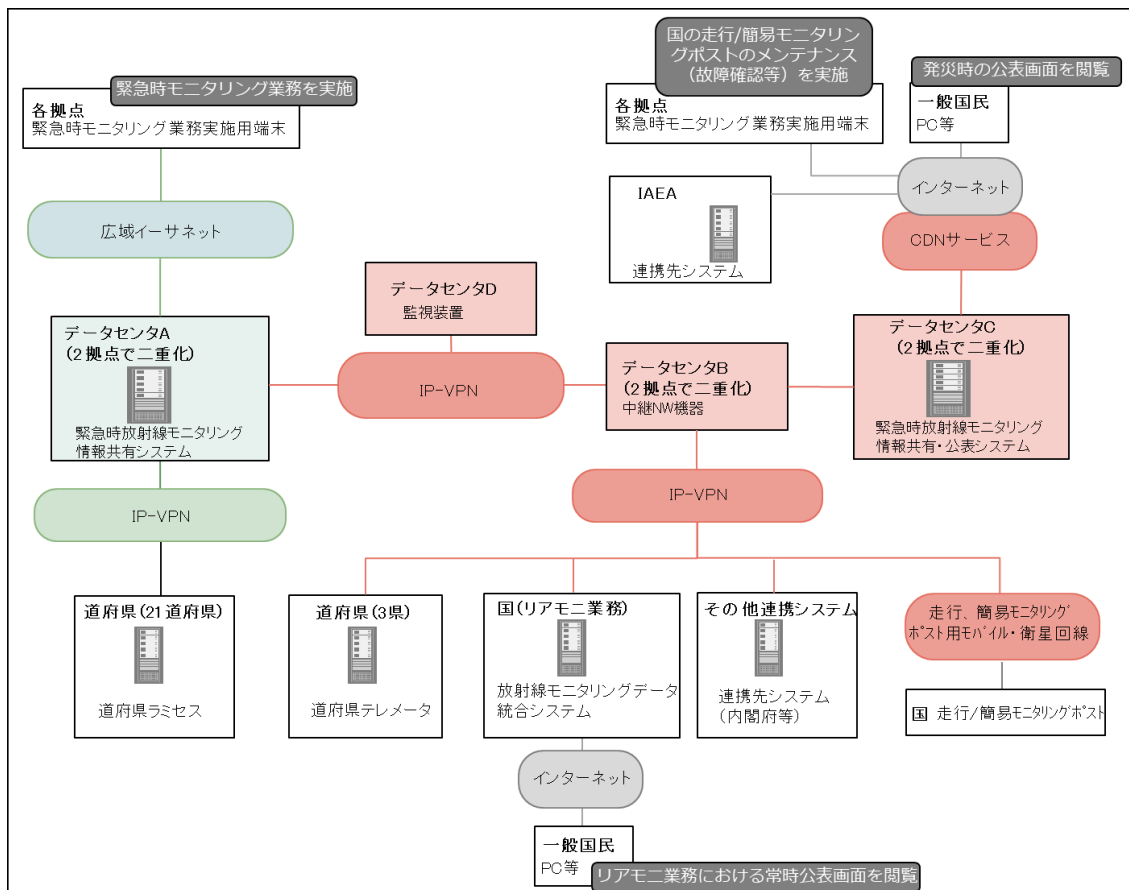 国の走行/簡易モニタリン
グポストのメンテナンス
（故障確認等）を実施
緊急時モニタリング業務を実施
発災時の公表画面を閲覧
各拠点
緊急時モニタリング業務実施用端末
各拠点
緊急時モニタリング業務実施用端末
一般国民
PC等
インターネット
IAEA
連携先システム
広域イーサネット
CDNサービス
データセンタD
監視装置
データセンタA
(2拠点で二重化)
緊急時放射線モニタリング
情報共有システム
IP-VPN
データセンタB
(2拠点で二重化)
中継NW機器
データセンタC
(2拠点で二重化)
緊急時放射線モニタリング
情報共有・公表システム
IP-VPN
IP-VPN
道府県(21道府県)
道府県ラミセス
道府県(3県)
道府県テレメータ
国(リアモニ業務)
放射線モニタリングデータ
統合システム
その他連携システム
連携先システム
(内閣府等)
走行、簡易ﾓﾆﾀﾘﾝｸﾞ
ﾎﾟｽﾄ用ﾓﾊﾞｲﾙ・衛星回線
国 走行/簡易ﾓﾆﾀﾘﾝｸﾞﾎﾟｽﾄ
インターネット
一般国民
PC等
リアモニ業務における常時公表画面を閲覧